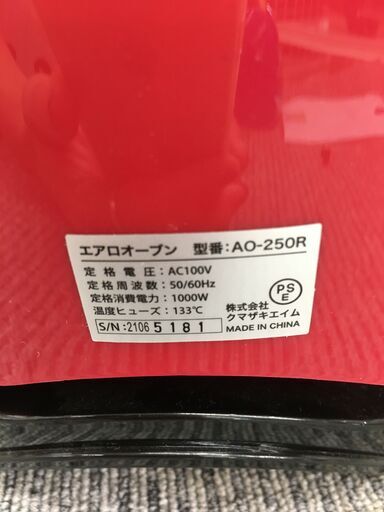 エアロオーブン 型番:AO-250R
定格電圧:AC100V
定格周波数:50/60Hz
定格消費電力:1000W
温度ヒューズ:133℃
S/N:2106 5181
PSE
株式会社
クマザキエイム
MADE IN CHINA